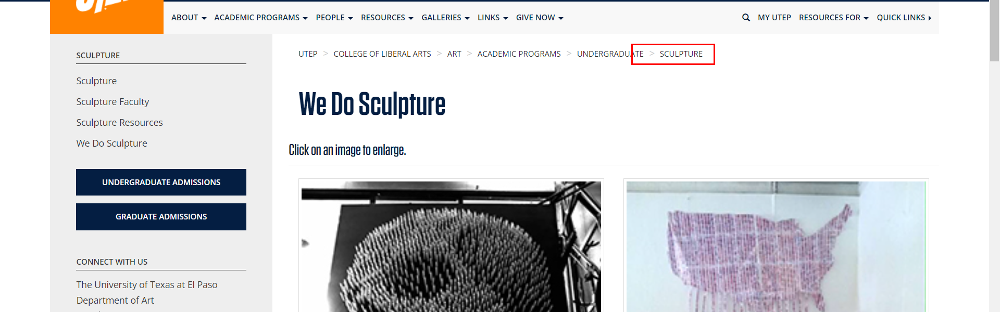 ABOUT ACADEMIC PROGRAMS PEOPLE RESOURCES GALLERIES LINKS GIVE NOW MY UTEP RESOURCES FOR QUICK LINKS
SCULPTURE
Sculpture
Sculpture Faculty
Sculpture Resources
We Do Sculpture
UNDERGRADUATE ADMISSIONS
GRADUATE ADMISSIONS
CONNECT WITH US
The University of Texas at El Paso
Department of Art
UTEP > COLLEGE OF LIBERAL ARTS > ART > ACADEMIC PROGRAMS > UNDERGRADUATE > SCULPTURE
We Do Sculpture
Click on an image to enlarge.